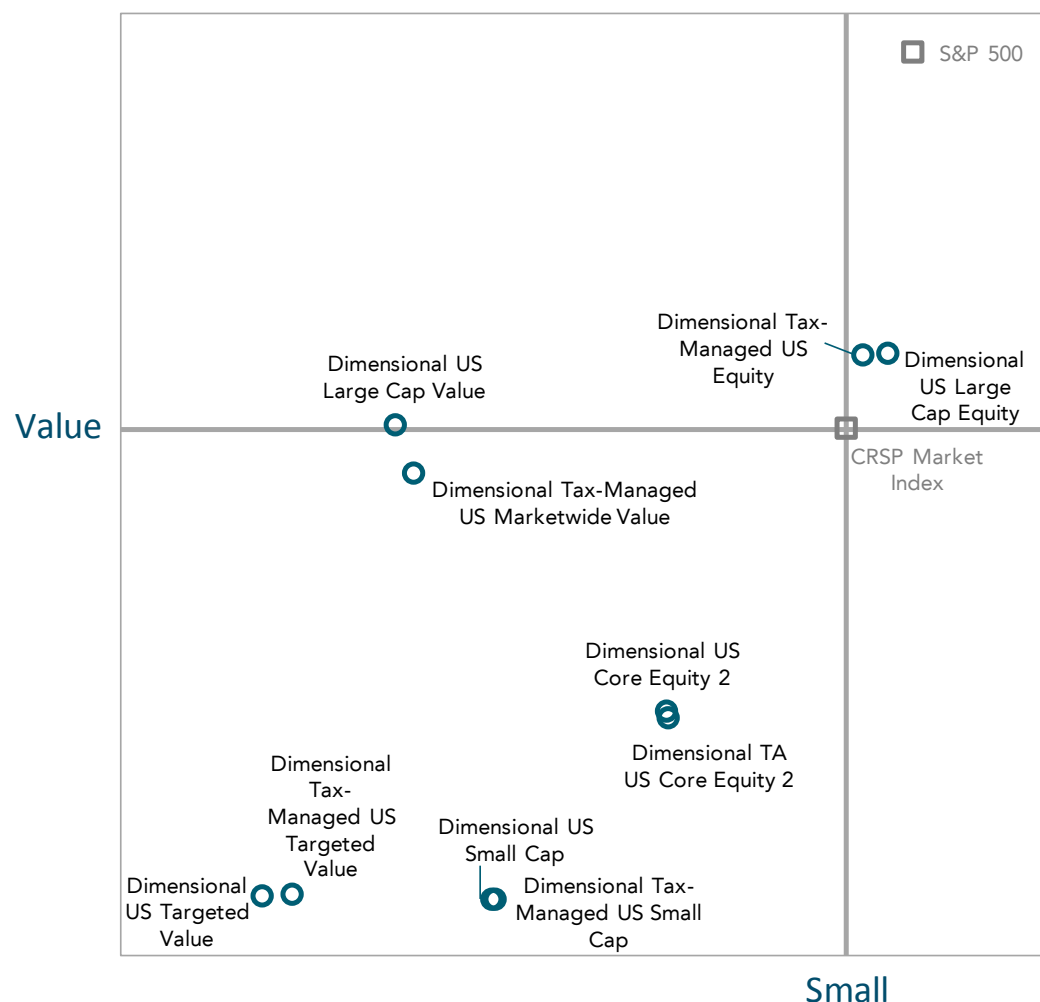 S&P 500
Dimensional Tax-
Managed US
Equity
Dimensional
US Large
Cap Equity
Dimensional US
Large Cap Value
Value
CRSP Market
Index
Dimensional Tax-Managed
US Marketwide Value
Dimensional US
Core Equity 2
Dimensional TA
US Core Equity 2
Dimensional
Tax-
Managed US
Targeted
Value
Dimensional US
Small Cap
Dimensional
US Targeted
Value
Dimensional Tax-
Managed US Small
Cap
Small